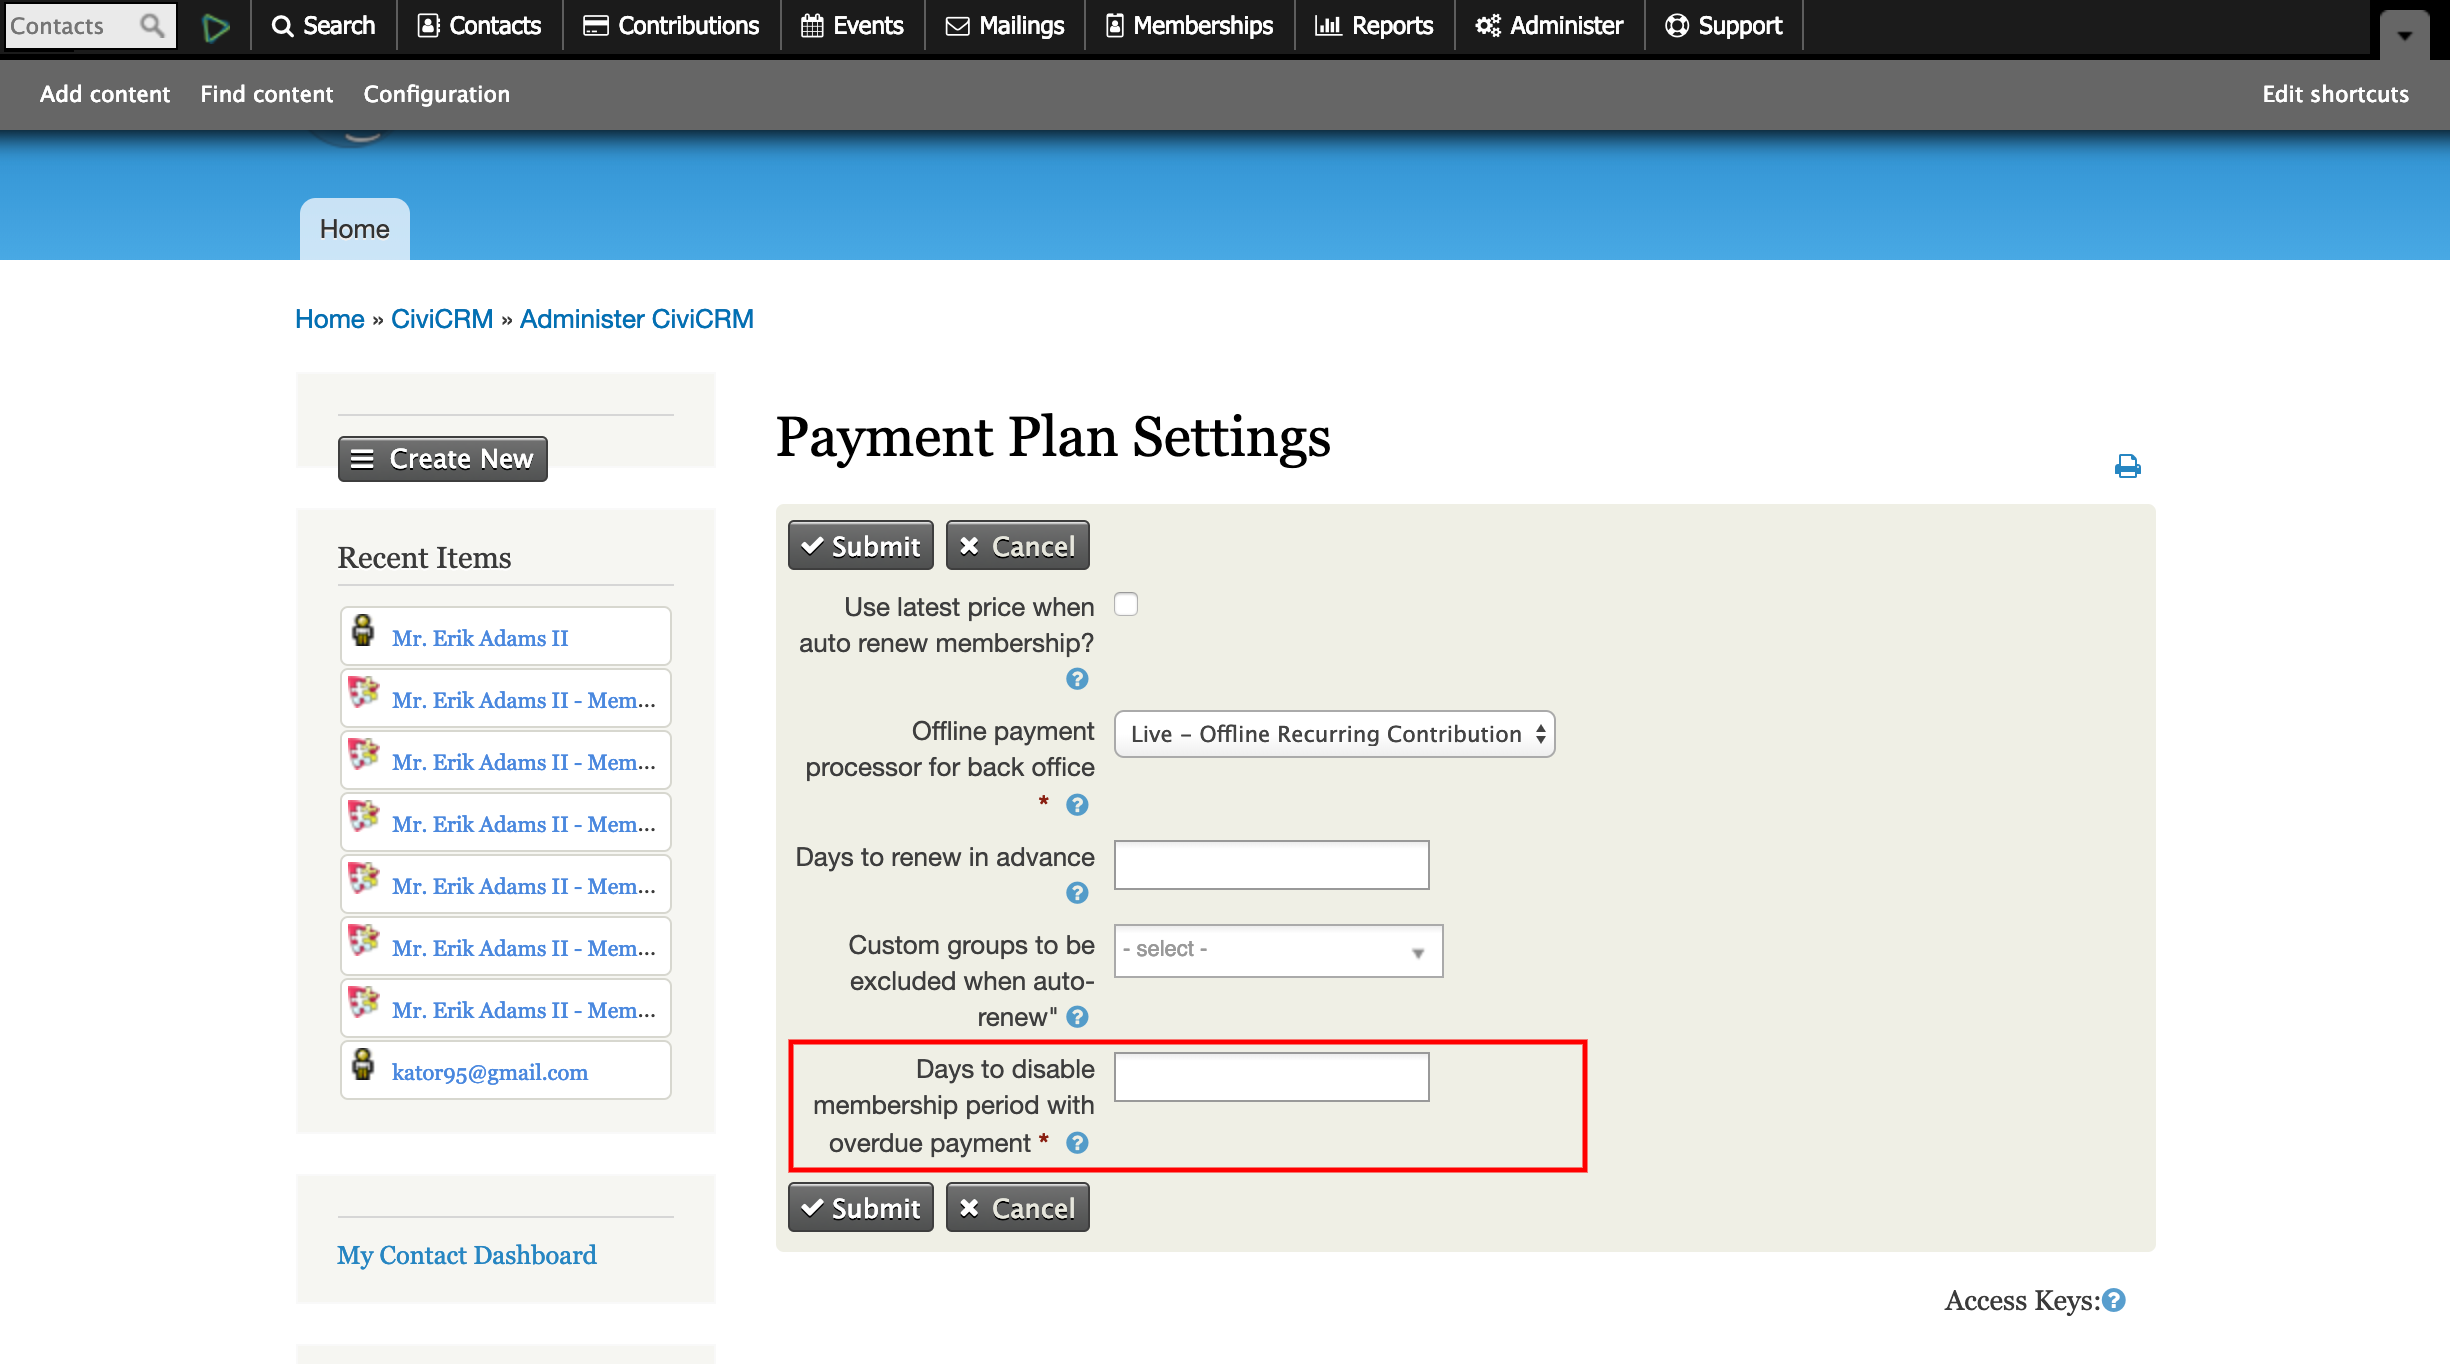 Contacts
Search
Contacts
Contributions
Events
Mailings
Memberships
Reports
Administer
Support
Add content
Find content
Configuration
Edit shortcuts
Home
Home » CiviCRM » Administer CiviCRM
Create New
Recent Items
Mr. Erik Adams II
Mr. Erik Adams II - Mem...
Mr. Erik Adams II - Mem...
Mr. Erik Adams II - Mem...
Mr. Erik Adams II - Mem...
Mr. Erik Adams II - Mem...
Mr. Erik Adams II - Mem...
kator95@gmail.com
My Contact Dashboard
Payment Plan Settings
Submit
Cancel
Use latest price when
auto renew membership?
Offline payment
processor for back office
*
Live – Offline Recurring Contribution
Days to renew in advance
Custom groups to be
excluded when auto-
renew"
- select -
Days to disable
membership period with
overdue payment *
Submit
Cancel
Access Keys: